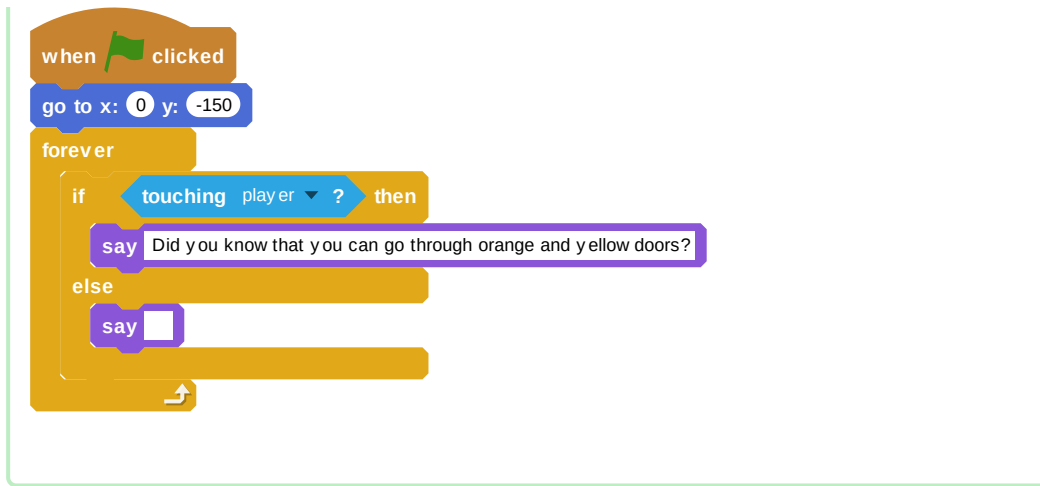 when clicked
go to x: 0 y: -150
forever
if touching player ? then
say Did you know that you can go through orange and yellow doors?
else
say